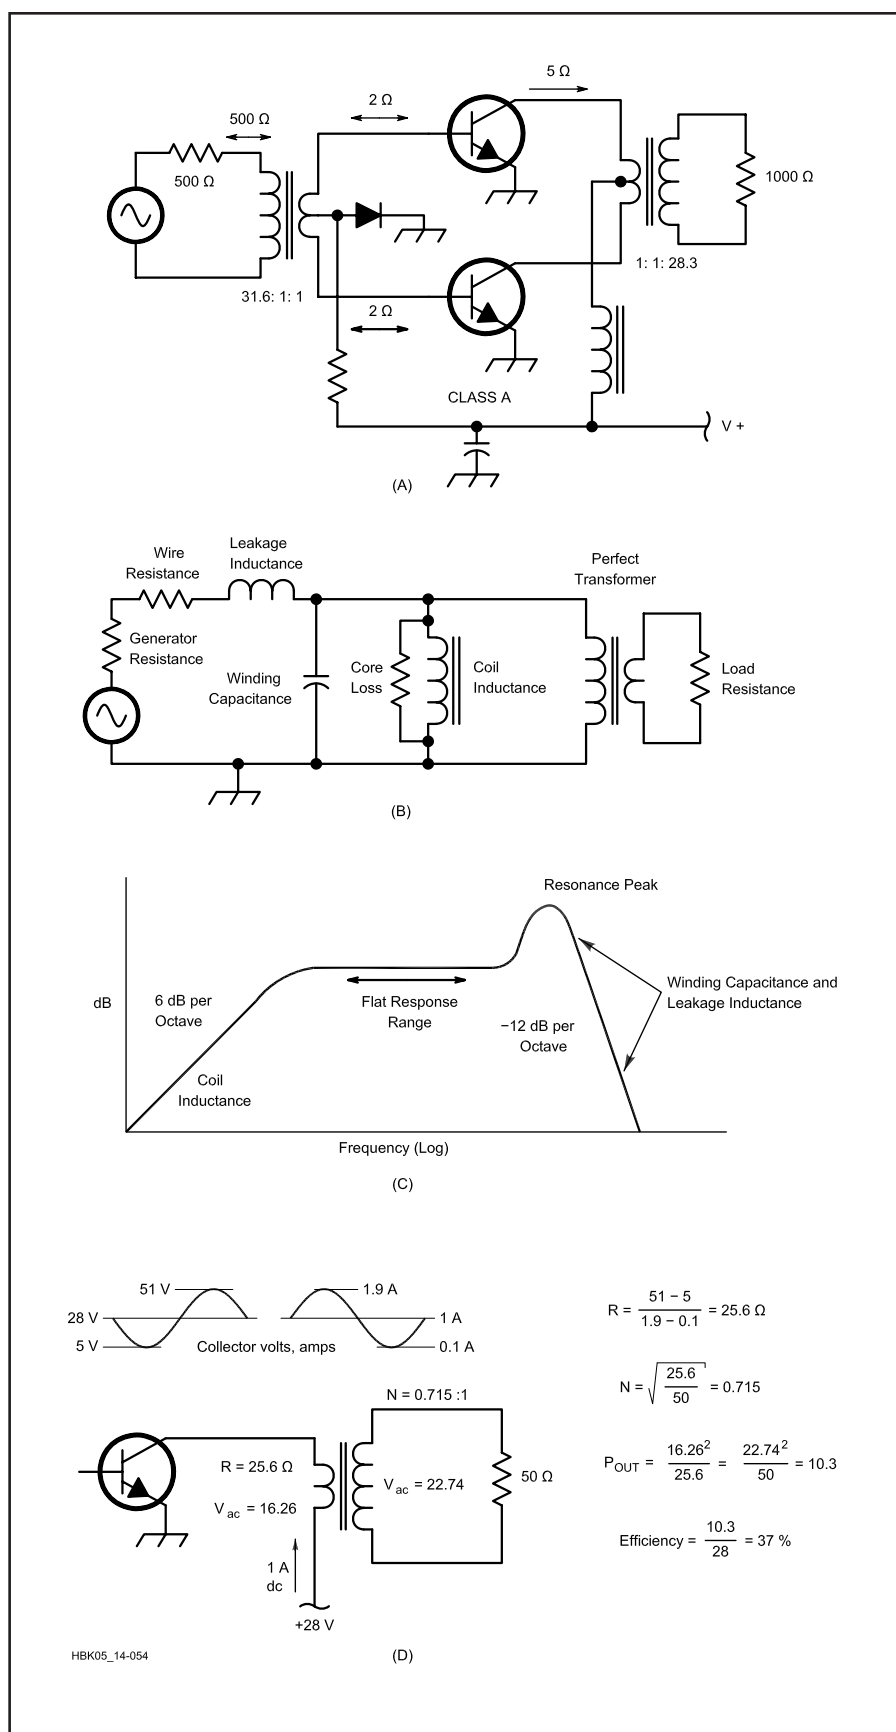 5 Ω
2 Ω
500 Ω
500 Ω
1000 Ω
31.6: 1: 1
1: 1: 28.3
2 Ω
CLASS A
V +
(A)
Wire
Resistance
Leakage
Inductance
Perfect
Transformer
Generator
Resistance
Winding
Capacitance
Core
Loss
Coil
Inductance
Load
Resistance
(B)
Resonance Peak
Winding Capacitance and
Leakage Inductance
dB
6 dB per
Octave
Flat Response
Range
−12 dB per
Octave
Coil
Inductance
Frequency (Log)
(C)
51 V
28 V
5 V
1.9 A
1 A
0.1 A
Collector volts, amps
R = 51 − 5 / 1.9 − 0.1 = 25.6 Ω
N = √ 25.6 / 50 = 0.715
N = 0.715 :1
R = 25.6 Ω
V ac = 16.26
V ac = 22.74
50 Ω
P OUT = 16.26² / 25.6 = 22.74² / 50 = 10.3
Efficiency = 10.3 / 28 = 37 %
1 A
dc
+28 V
HBK05_14-054
(D)